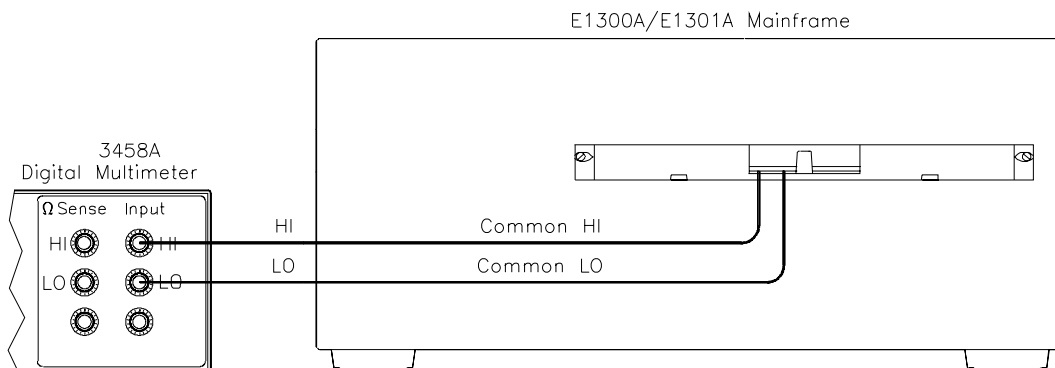 E1300A/E1301A Mainframe
3458A
Digital Multimeter
Ω Sense Input
HI HI HI Common HI
LO LO LO Common LO